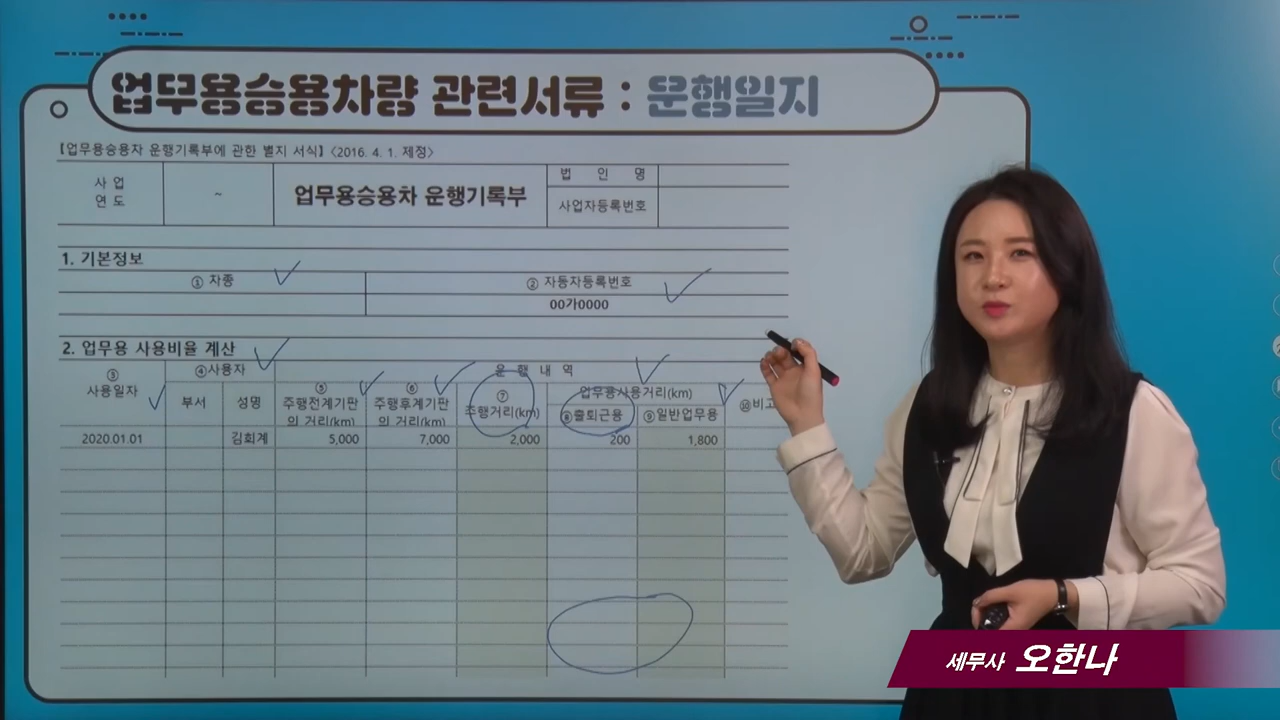 업무용승용차량 관련서류 : 운행일지
【업무용승용차 운행기록부에 관한 별지 서식】 <2016. 4. 1. 제정>
사 업
연 도
~
업무용승용차 운행기록부
법 인 명
사업자등록번호
1. 기본정보
① 차종
② 자동차등록번호
00가0000
2. 업무용 사용비율 계산
③
사용일자
④사용자
운 행 내 역
부서
성명
⑤
주행전계기판
의 거리(km)
⑥
주행후계기판
의 거리(km)
⑦
주행거리(km)
업무용사용거리(km)
⑧출퇴근용
⑨일반업무용
⑩비고
2020.01.01 김회계 5,000 7,000 2,000 200 1,800
세무사 오한나